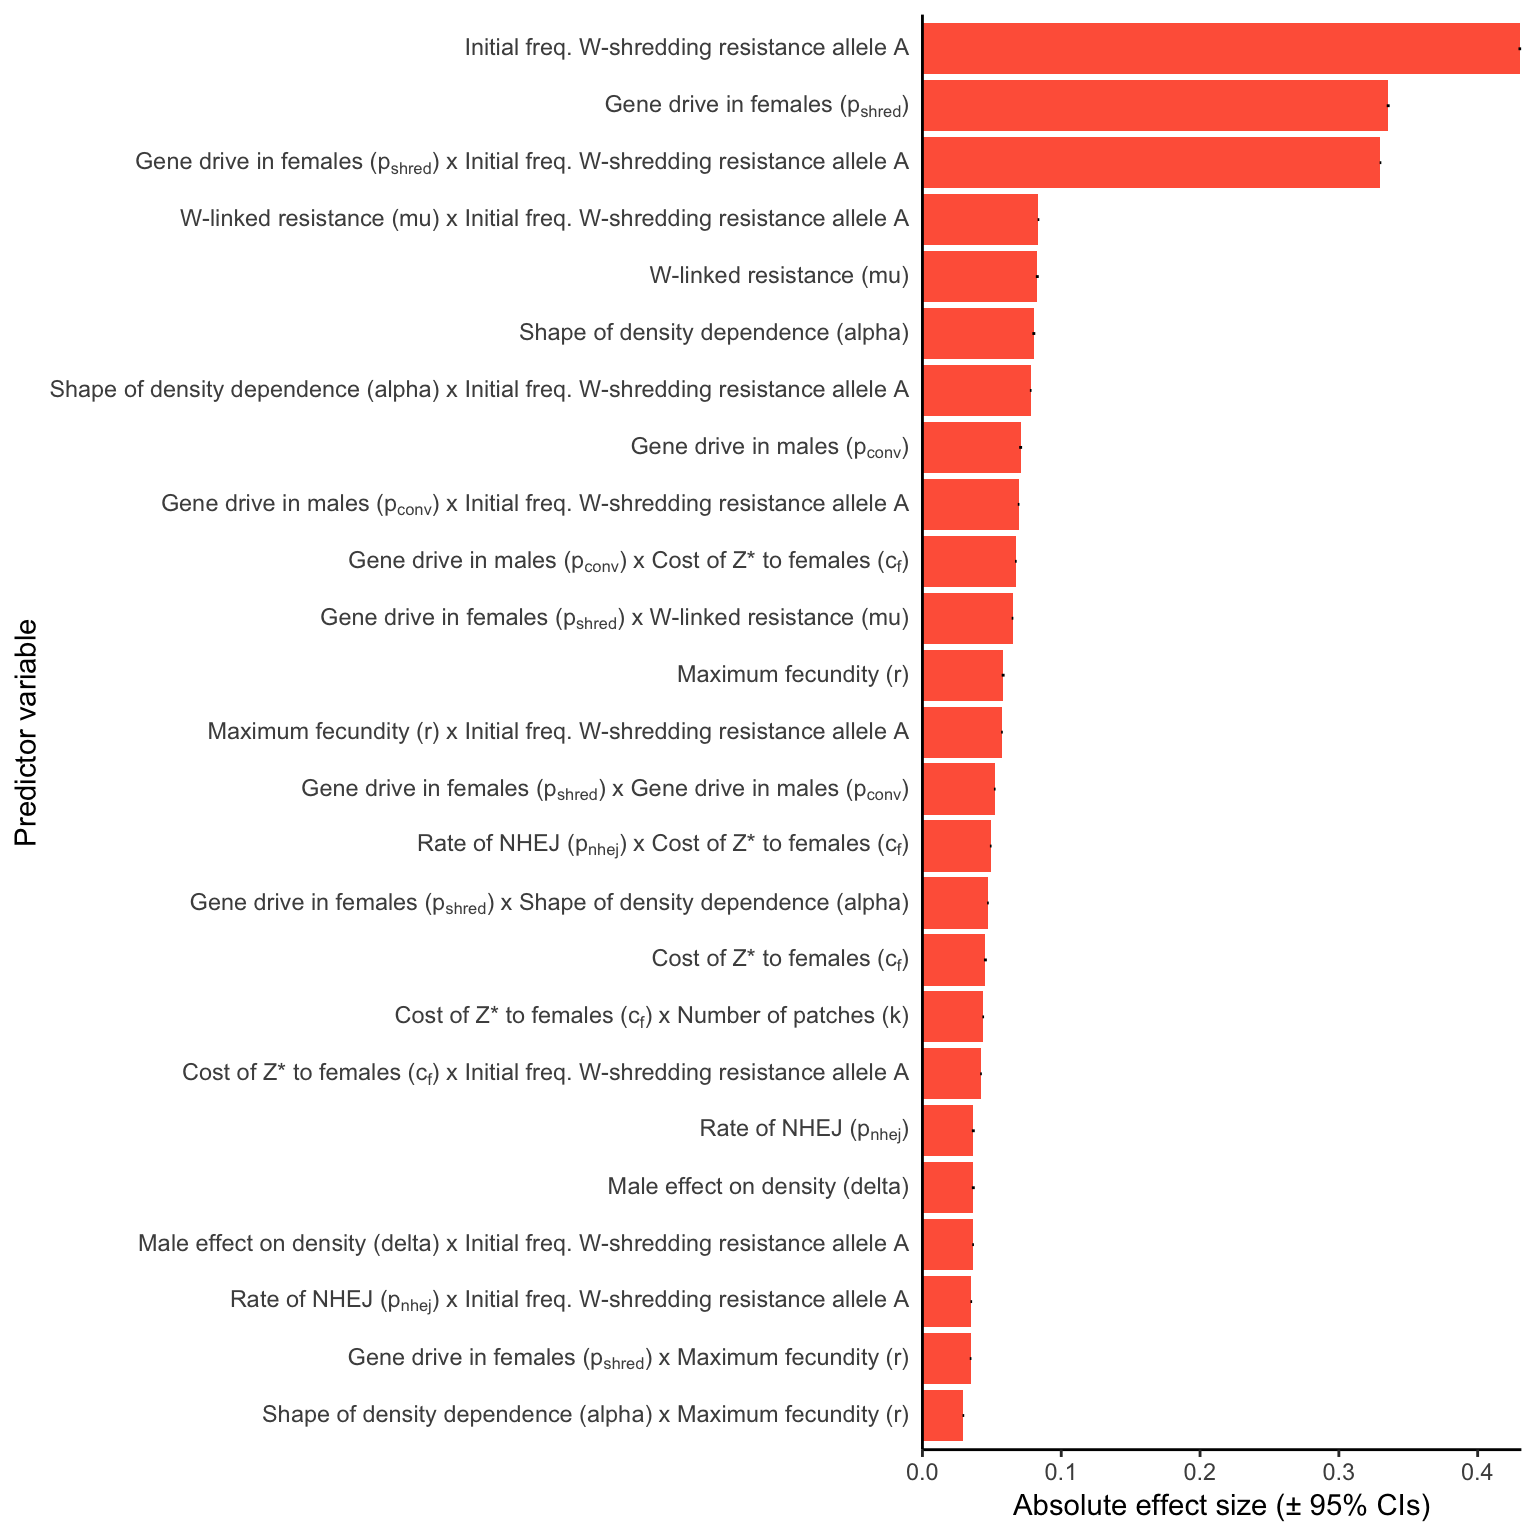 Initial freq. W-shredding resistance allele A
Gene drive in females (pshred)
Gene drive in females (pshred) x Initial freq. W-shredding resistance allele A
W-linked resistance (mu) x Initial freq. W-shredding resistance allele A
W-linked resistance (mu)
Shape of density dependence (alpha)
Shape of density dependence (alpha) x Initial freq. W-shredding resistance allele A
Gene drive in males (pconv)
Gene drive in males (pconv) x Initial freq. W-shredding resistance allele A
Gene drive in males (pconv) x Cost of Z* to females (cf)
Gene drive in females (pshred) x W-linked resistance (mu)
Maximum fecundity (r)
Maximum fecundity (r) x Initial freq. W-shredding resistance allele A
Gene drive in females (pshred) x Gene drive in males (pconv)
Rate of NHEJ (pnhej) x Cost of Z* to females (cf)
Gene drive in females (pshred) x Shape of density dependence (alpha)
Cost of Z* to females (cf)
Cost of Z* to females (cf) x Number of patches (k)
Cost of Z* to females (cf) x Initial freq. W-shredding resistance allele A
Rate of NHEJ (pnhej)
Male effect on density (delta)
Male effect on density (delta) x Initial freq. W-shredding resistance allele A
Rate of NHEJ (pnhej) x Initial freq. W-shredding resistance allele A
Gene drive in females (pshred) x Maximum fecundity (r)
Shape of density dependence (alpha) x Maximum fecundity (r)
Predictor variable
0.0 0.1 0.2 0.3 0.4
Absolute effect size (± 95% CIs)